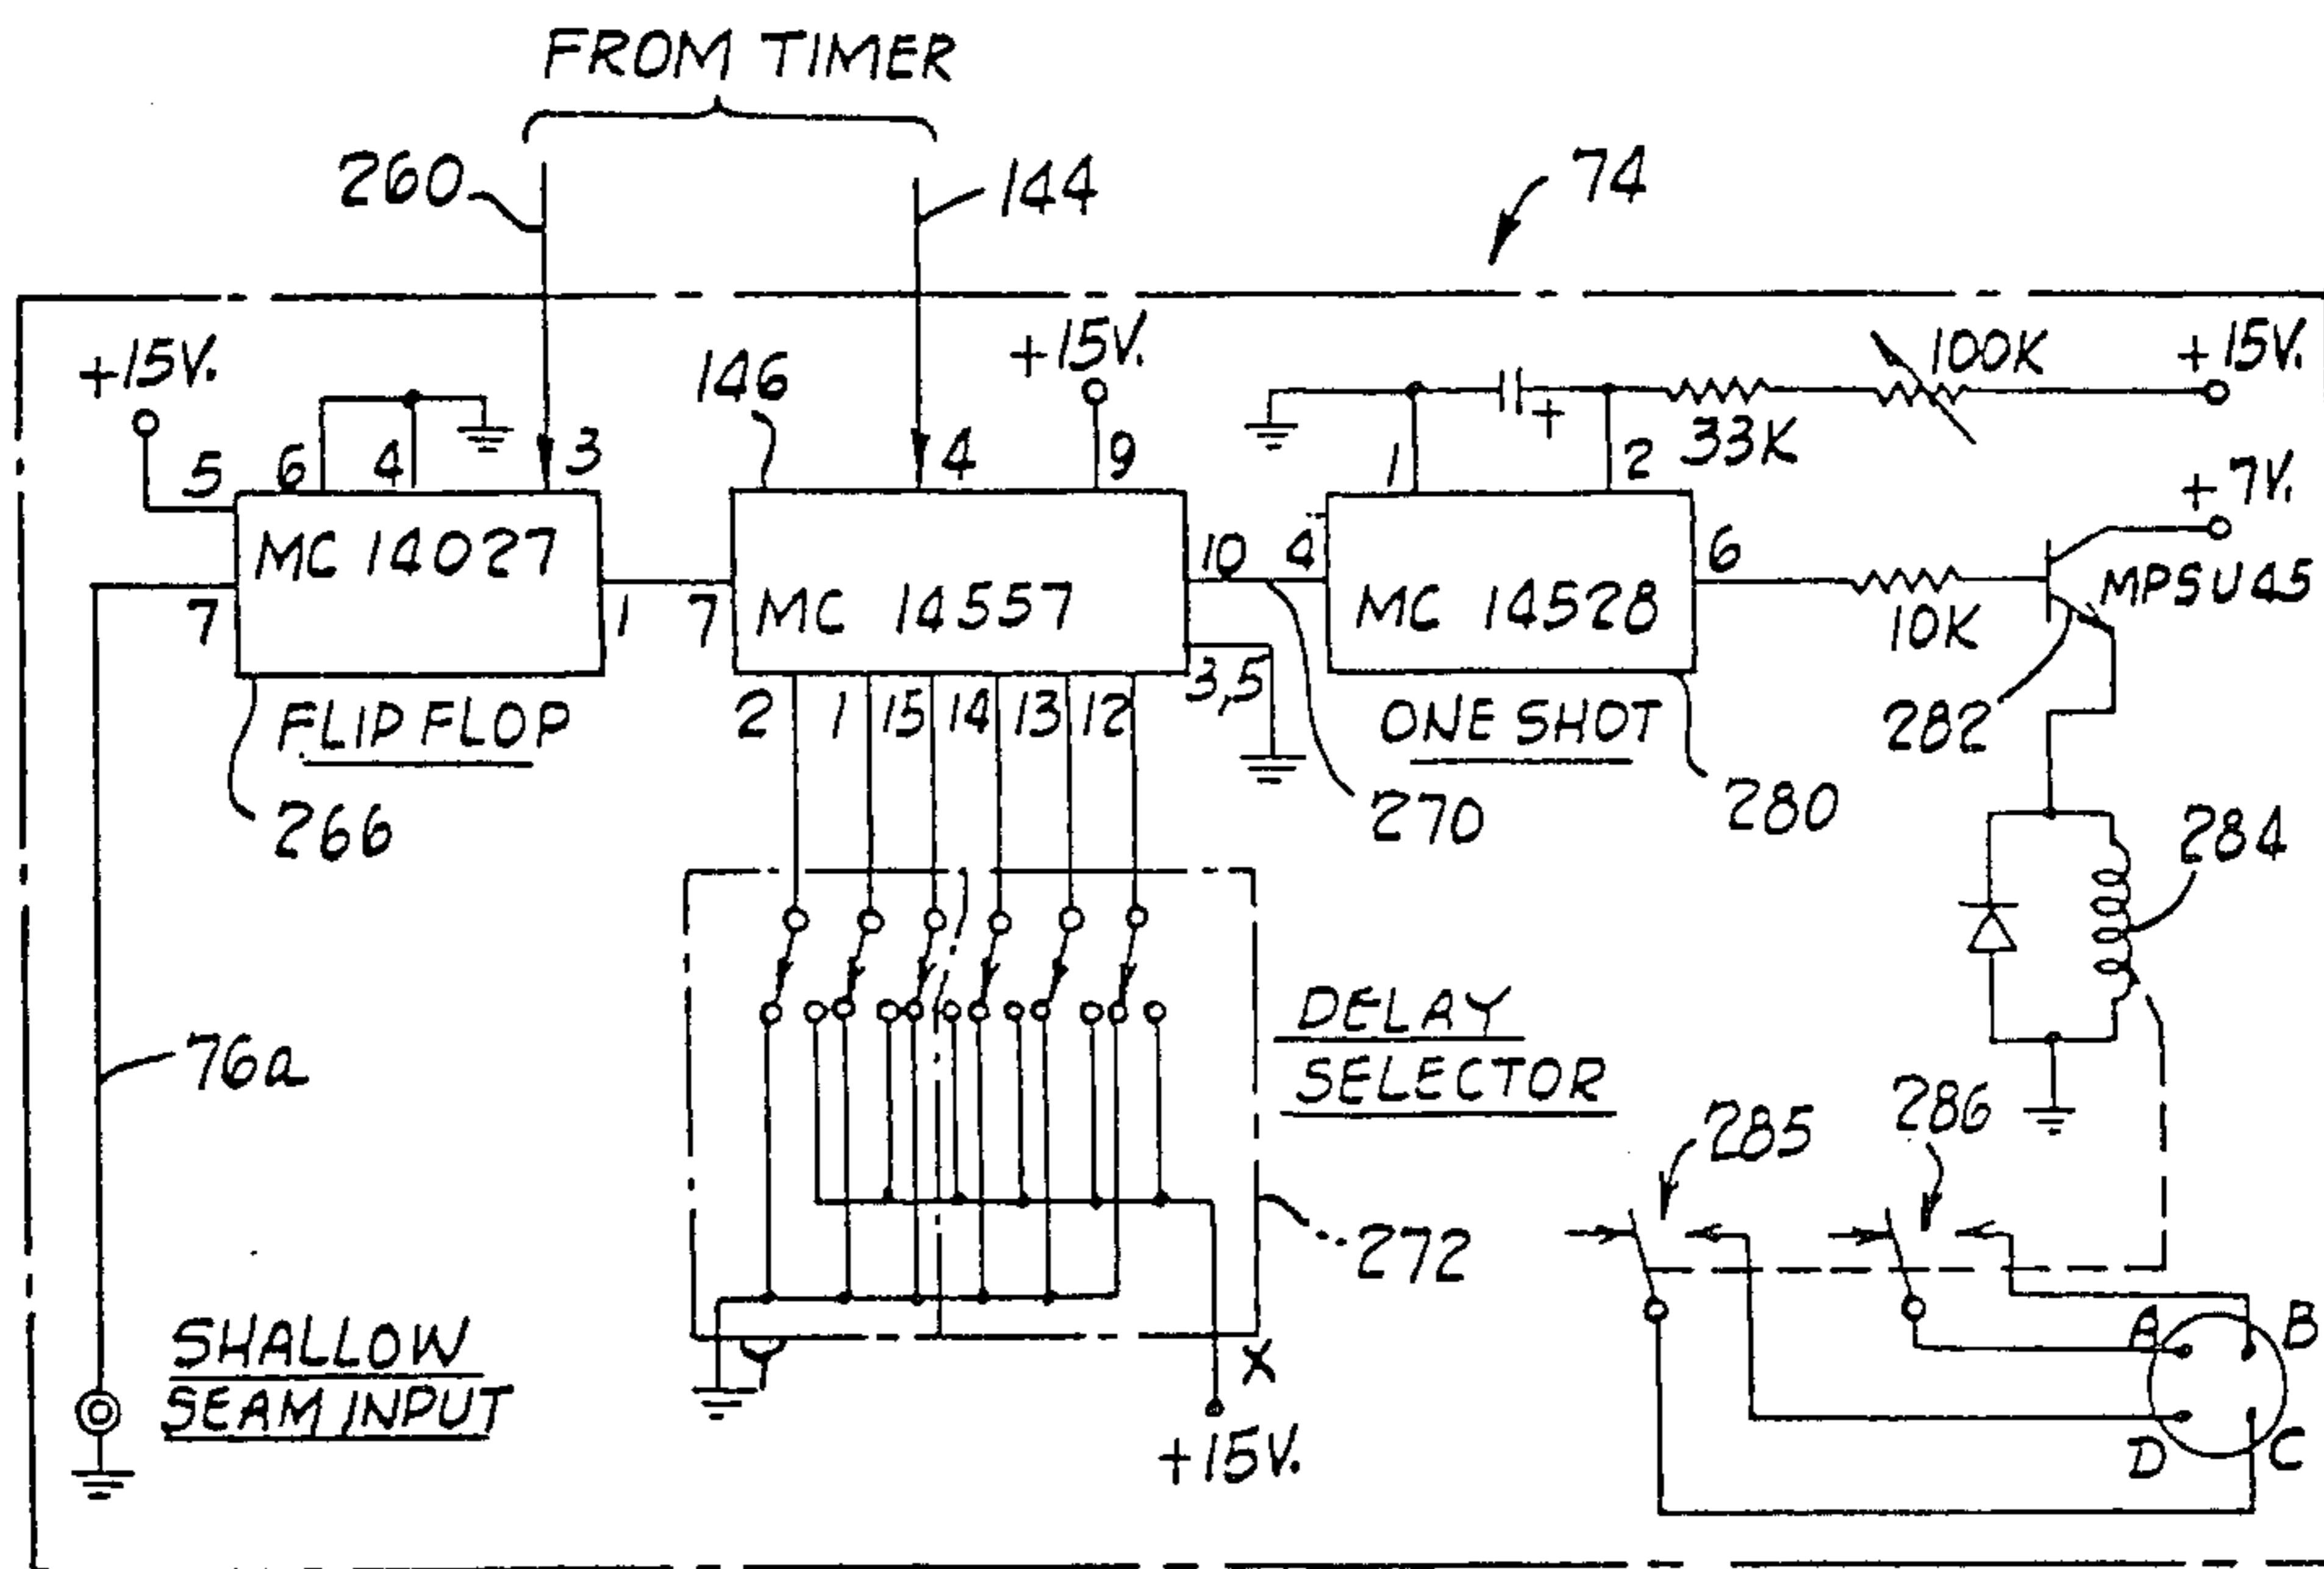 FROM TIMER
260
144
74
+15V.
6
4
5
3
146
4
+15V.
9
1
2
33K
100K
+15V.
+7V.
MC 14027
7
1
FLIP FLOP
266
7
MC 14557
10
3,5
2
1
15
14
13
12
4
MC 14528
6
ONE SHOT
270
280
10K
MPSU45
282
284
76a
DELAY
SELECTOR
272
285
286
SHALLOW
SEAM INPUT
X
+15V.
A
B
D
C